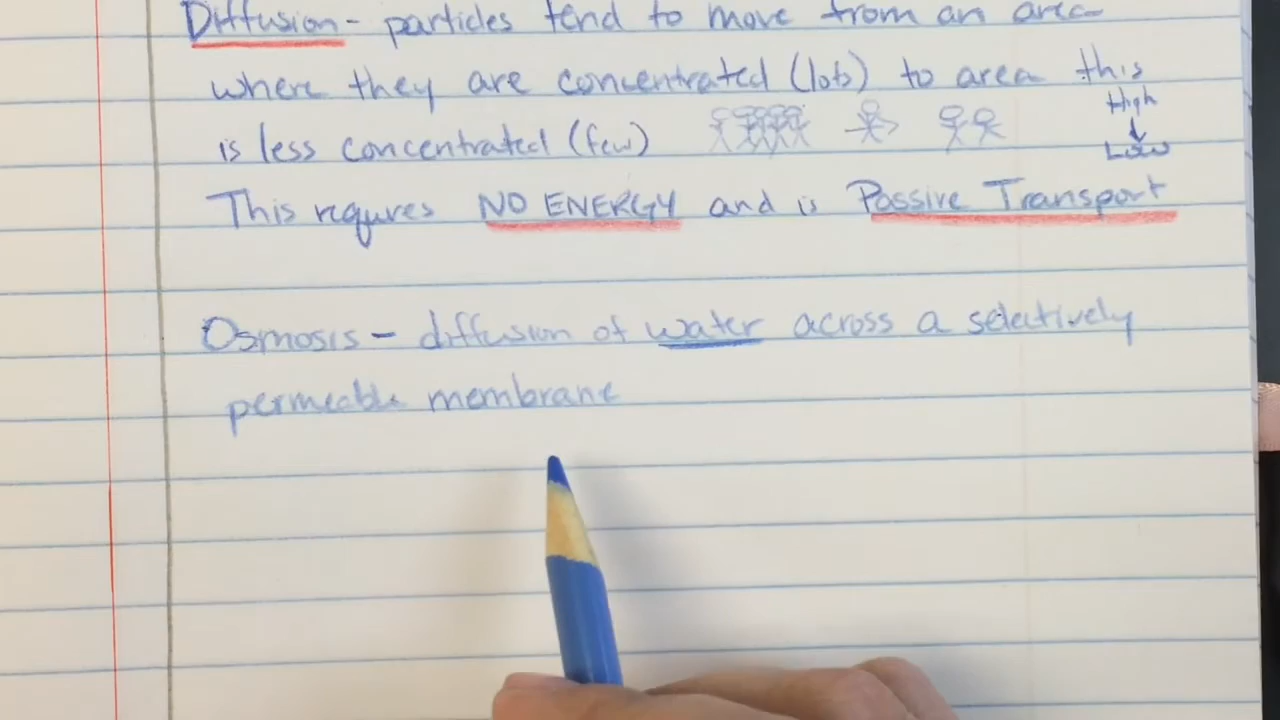 Diffusion - particles tend to move from an area
where they are concentrated (lots) to area this
is less concentrated (few) High
↓
Low
This requres NO ENERGY and is Passive Transport
Osmosis - diffusion of water across a selectively
permeable membrane